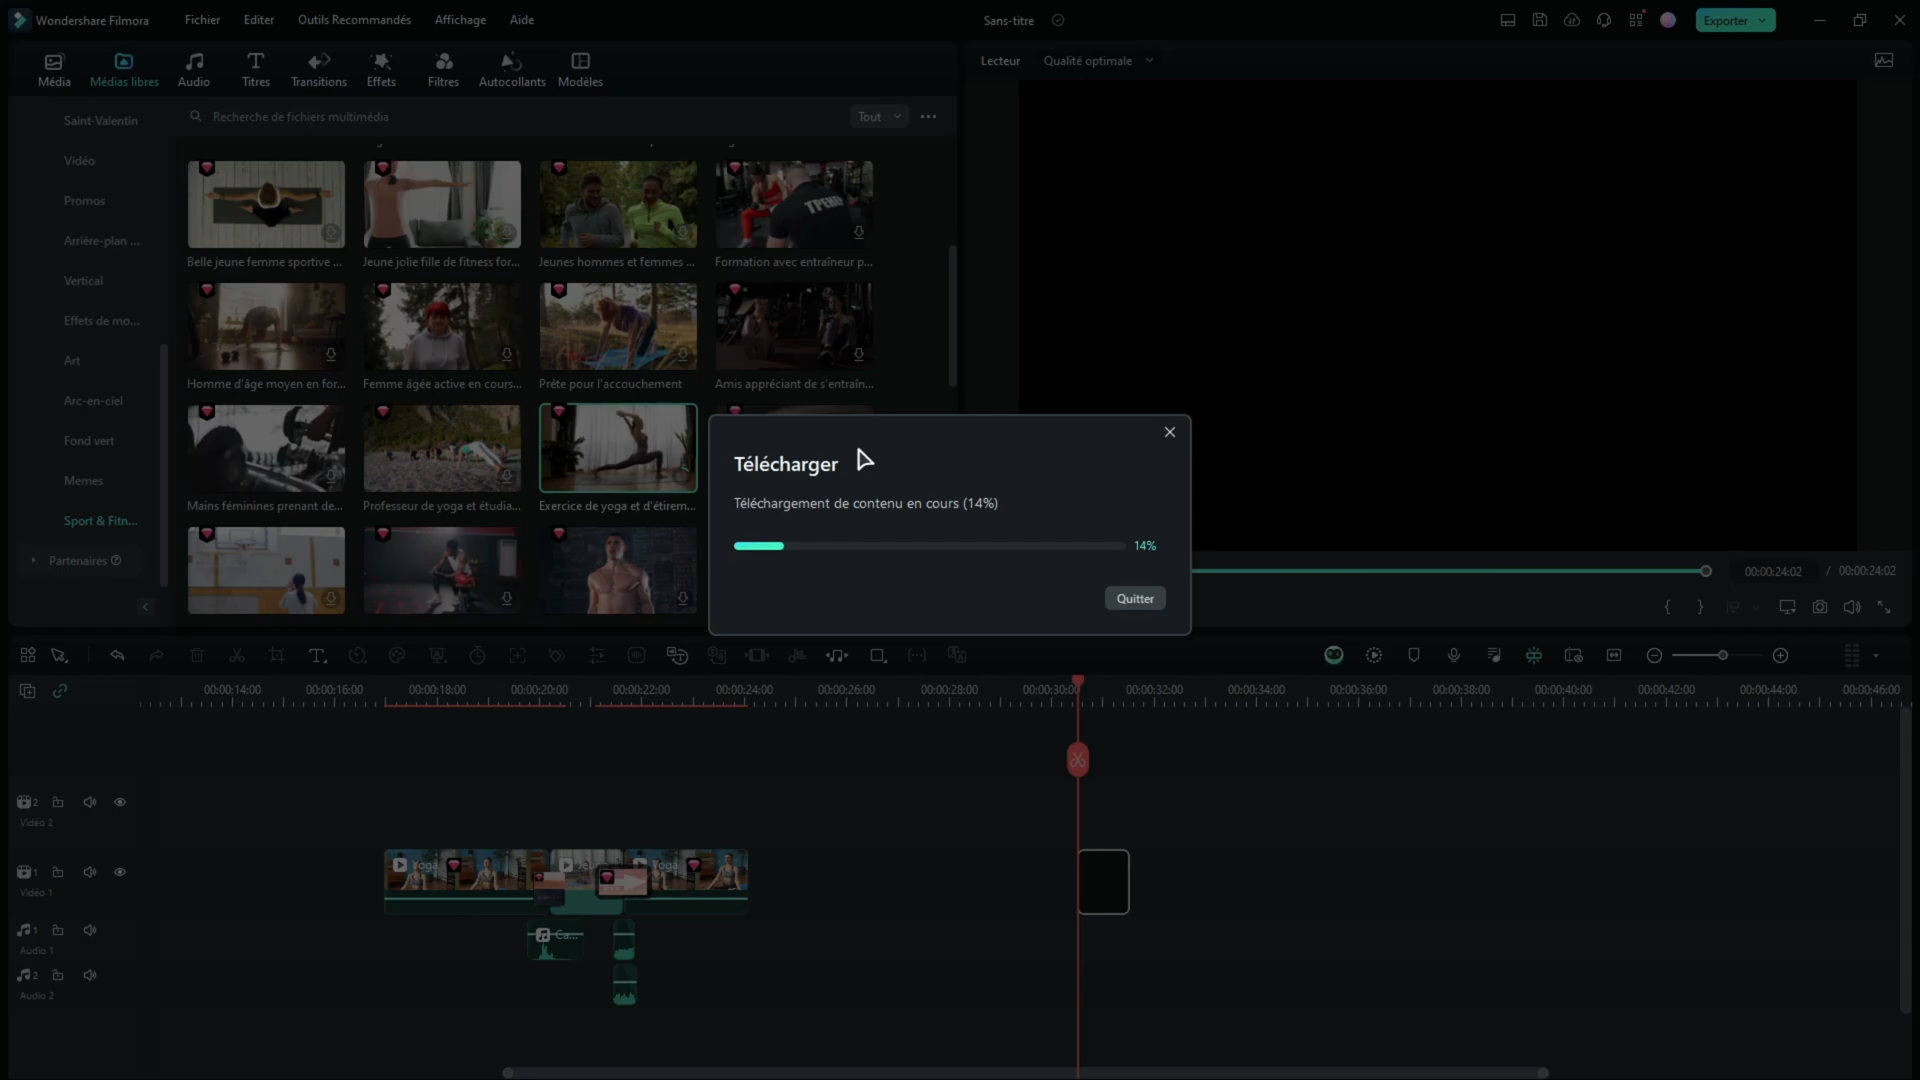 Wondershare Filmora
Fichier
Editer
Outils Recommandés
Affichage
Aide
Sans-titre
Exporter
Média
Médias libres
Audio
Titres
Transitions
Effets
Filtres
Autocollants
Modèles
Lecteur
Qualité optimale
Saint-Valentin
Vidéo
Promos
Arrière-plan ...
Vertical
Effets de mo...
Art
Arc-en-ciel
Fond vert
Memes
Sport & Fitn...
Partenaires
Recherche de fichiers multimédia
Tout
Belle jeune femme sportive ...
Jeune jolie fille de fitness for...
Jeunes hommes et femmes ...
Formation avec entraîneur p...
Homme d'âge moyen en for...
Femme âgée active en cours...
Prête pour l'accouchement
Amis appréciant de s'entraîn...
Mains féminines prenant de...
Professeur de yoga et étudia...
Exercice de yoga et d'étirem...
Télécharger
Téléchargement de contenu en cours (14%)
14%
Quitter
00:00:24:02 / 00:00:24:02
00:00:14:00
00:00:16:00
00:00:18:00
00:00:20:00
00:00:22:00
00:00:24:00
00:00:26:00
00:00:28:00
00:00:30:00
00:00:32:00
00:00:34:00
00:00:36:00
00:00:38:00
00:00:40:00
00:00:42:00
00:00:44:00
00:00:46:00
2
Vidéo 2
1
Vidéo 1
Yoga
Yoga
1
Audio 1
Ca...
2
Audio 2